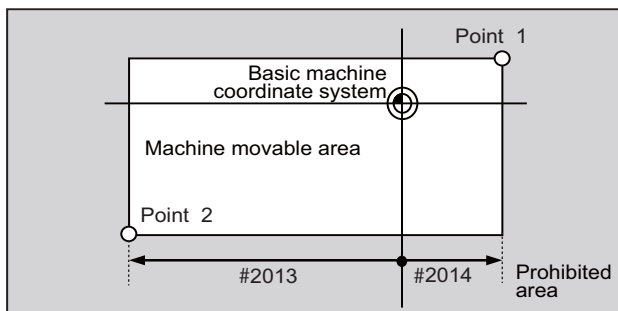 Point 1
Basic machine
coordinate system
Machine movable area
Point 2
#2013
#2014
Prohibited
area